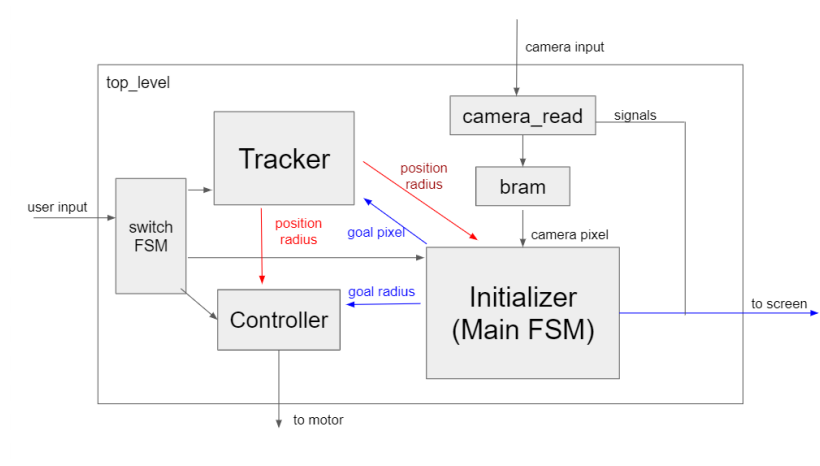 camera input
top_level
camera_read
signals
Tracker
position
radius
bram
user input
switch
FSM
position
radius
goal pixel
camera pixel
goal radius
Initializer
(Main FSM)
to screen
Controller
to motor